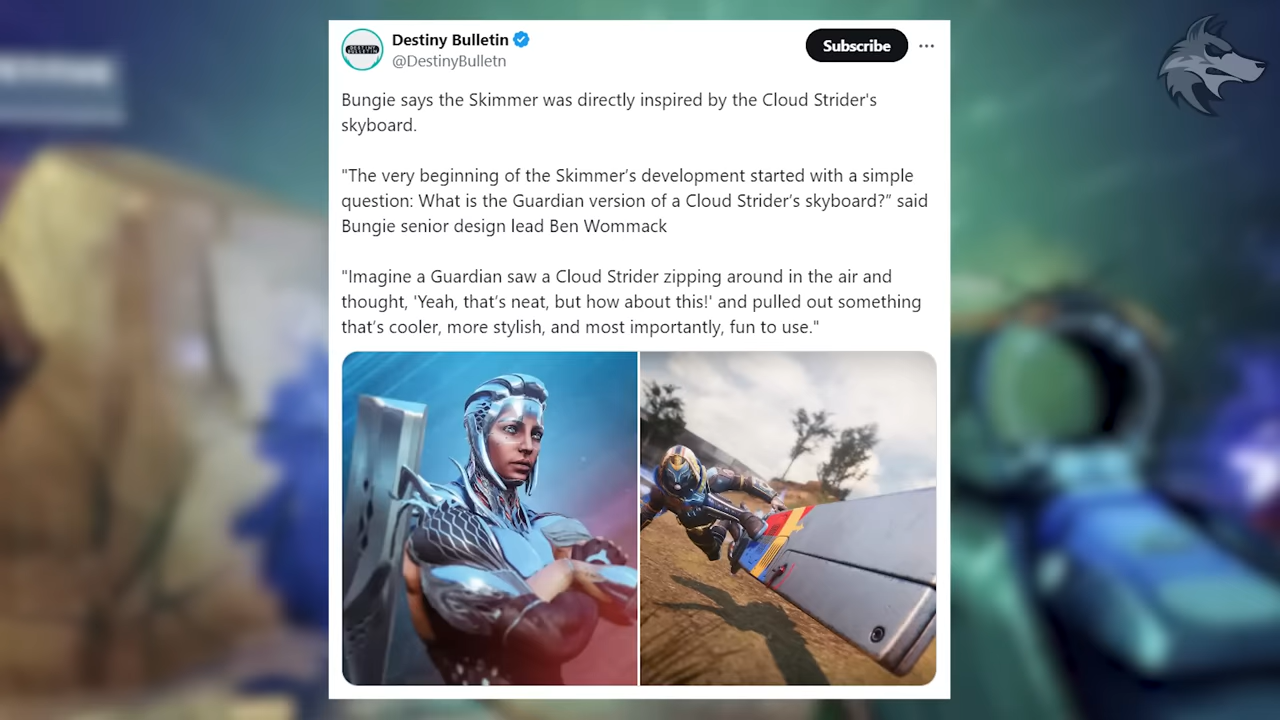 Destiny Bulletin
@DestinyBulletn
Subscribe
Bungie says the Skimmer was directly inspired by the Cloud Strider's
skyboard.
"The very beginning of the Skimmer’s development started with a simple
question: What is the Guardian version of a Cloud Strider’s skyboard?” said
Bungie senior design lead Ben Wommack
"Imagine a Guardian saw a Cloud Strider zipping around in the air and
thought, 'Yeah, that’s neat, but how about this!' and pulled out something
that’s cooler, more stylish, and most importantly, fun to use."